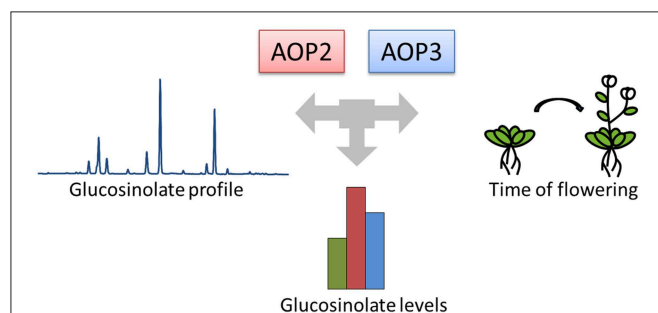 AOP2
AOP3
Glucosinolate profile
Time of flowering
Glucosinolate levels